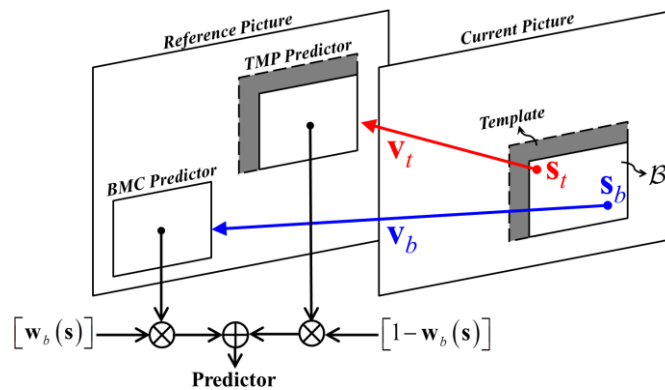 Reference Picture
Current Picture
TMP Predictor
Template
v_t
s_t
BMC Predictor
s_b
ℬ
v_b
[w_b(s)]
[1−w_b(s)]
Predictor